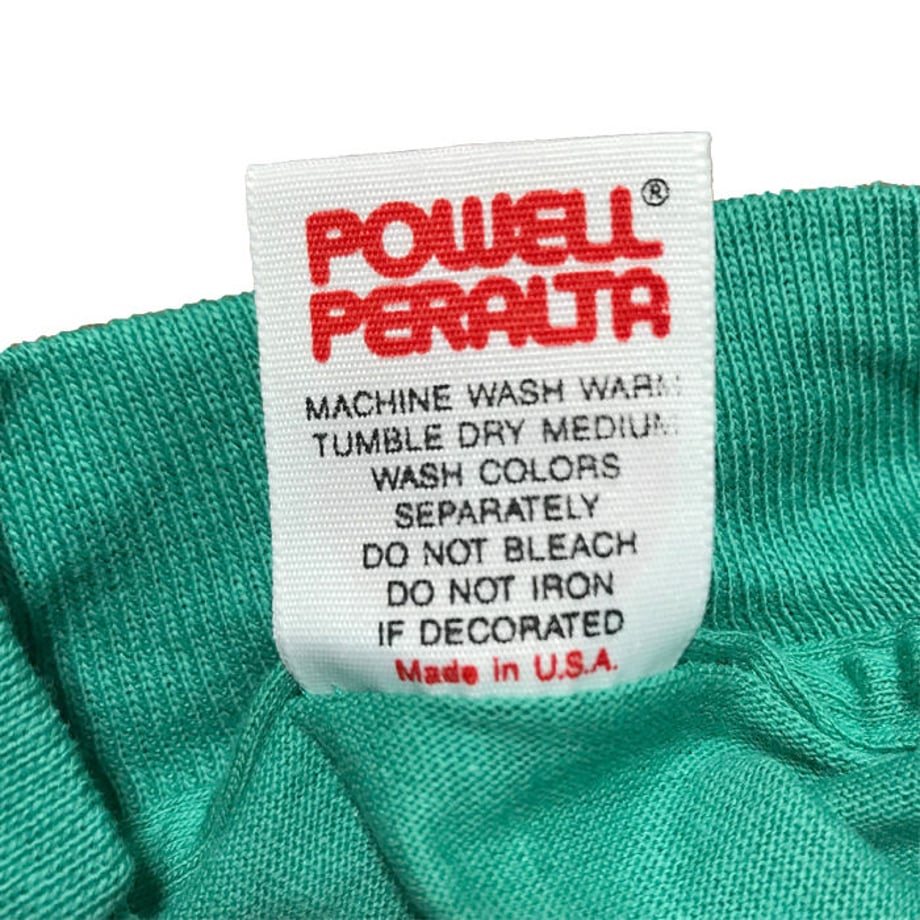 POWELL®
PERALTA
MACHINE WASH WARM
TUMBLE DRY MEDIUM
WASH COLORS
SEPARATELY
DO NOT BLEACH
DO NOT IRON
IF DECORATED
Made in U.S.A.